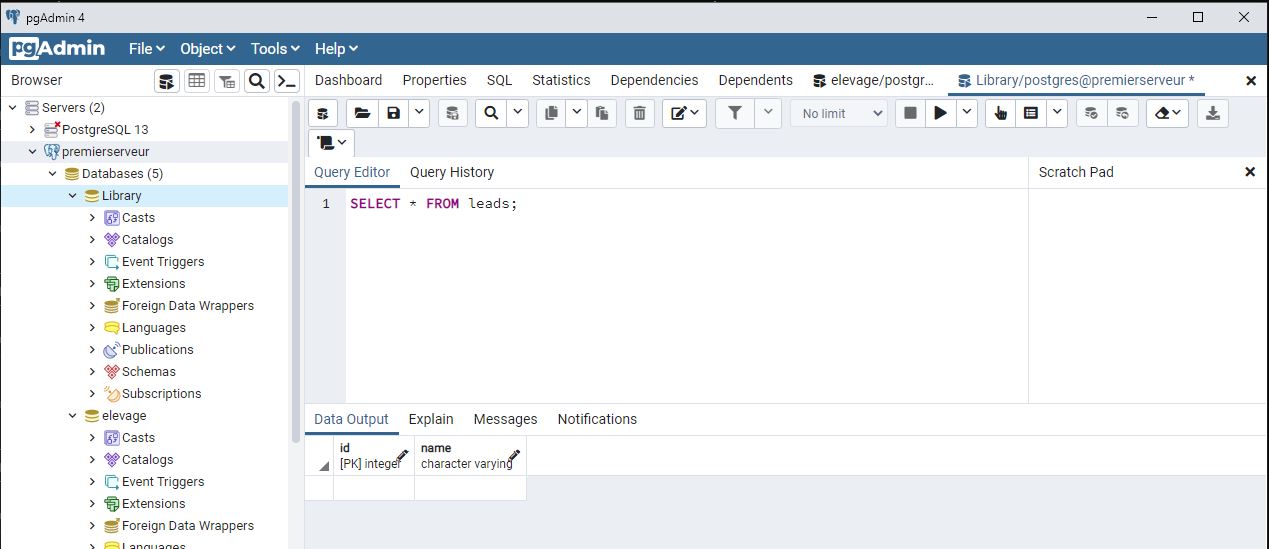 pgAdmin 4
pgAdmin File Object Tools Help
Browser
Dashboard Properties SQL Statistics Dependencies Dependents elevage/postgr... Library/postgres@premierserveur *
Servers (2)
PostgreSQL 13
premierserveur
Databases (5)
Library
Casts
Catalogs
Event Triggers
Extensions
Foreign Data Wrappers
Languages
Publications
Schemas
Subscriptions
elevage
Casts
Catalogs
Event Triggers
Extensions
Foreign Data Wrappers
Languages
No limit
Query Editor Query History
Scratch Pad
1 SELECT * FROM leads;
Data Output Explain Messages Notifications
id name
[PK] integer character varying